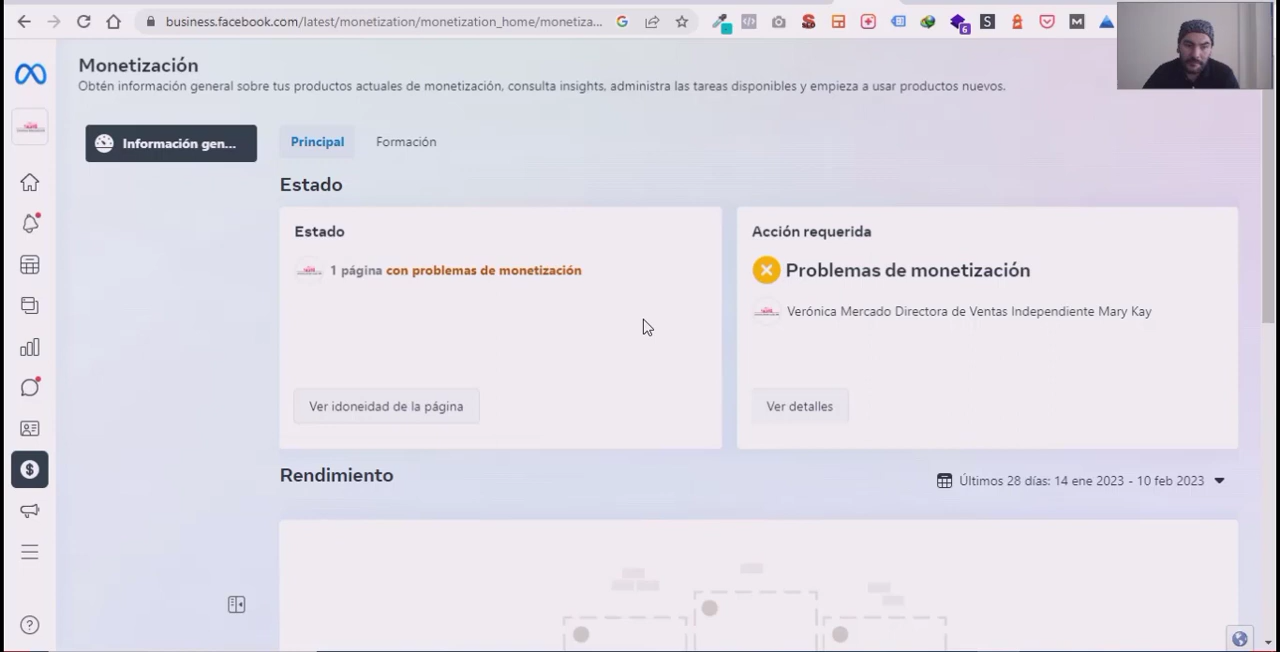 business.facebook.com/latest/monetization/monetization_home/monetiza...
Monetización
Obtén información general sobre tus productos actuales de monetización, consulta insights, administra las tareas disponibles y empieza a usar productos nuevos.
Información gen...
Principal
Formación
Estado
Estado
1 página con problemas de monetización
Ver idoneidad de la página
Acción requerida
Problemas de monetización
Verónica Mercado Directora de Ventas Independiente Mary Kay
Ver detalles
Rendimiento
Últimos 28 días: 14 ene 2023 - 10 feb 2023